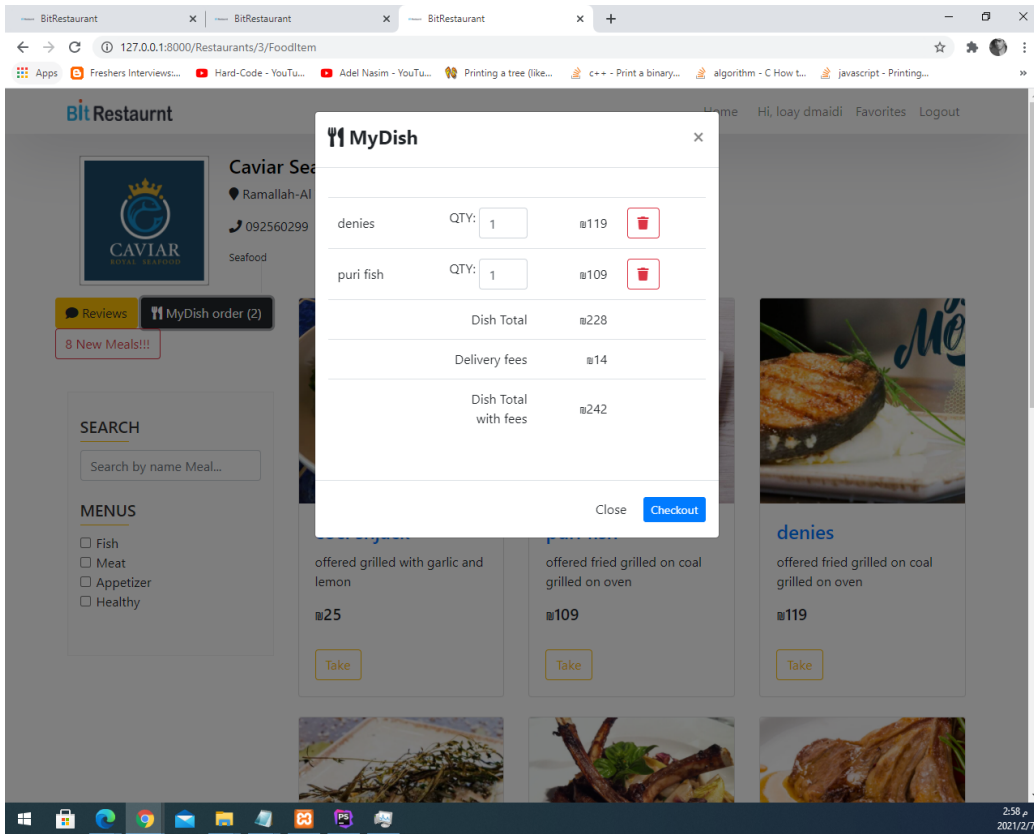 BitRestaurant
BitRestaurant
BitRestaurant
127.0.0.1:8000/Restaurants/3/FoodItem
Apps
Freshers Interviews:...
Hard-Code - YouTu...
Adel Nasim - YouTu...
Printing a tree (like...
c++ - Print a binary...
algorithm - C How t...
javascript - Printing...
»
Bit Restaurnt
Home Hi, loay dmaidi Favorites Logout
CAVIAR
ROYAL SEAFOOD
Caviar Sea
Ramallah-Al
092560299
Seafood
Reviews
MyDish order (2)
8 New Meals!!!
SEARCH
Search by name Meal...
MENUS
Fish
Meat
Appetizer
Healthy
MyDish
×
denies QTY: 1 ₪119
puri fish QTY: 1 ₪109
Dish Total ₪228
Delivery fees ₪14
Dish Total
with fees ₪242
Close Checkout
offered grilled with garlic and
lemon
₪25
Take
puri fish
offered fried grilled on coal
grilled on oven
₪109
Take
denies
offered fried grilled on coal
grilled on oven
₪119
Take
PS
2:58 م
2021/2/7